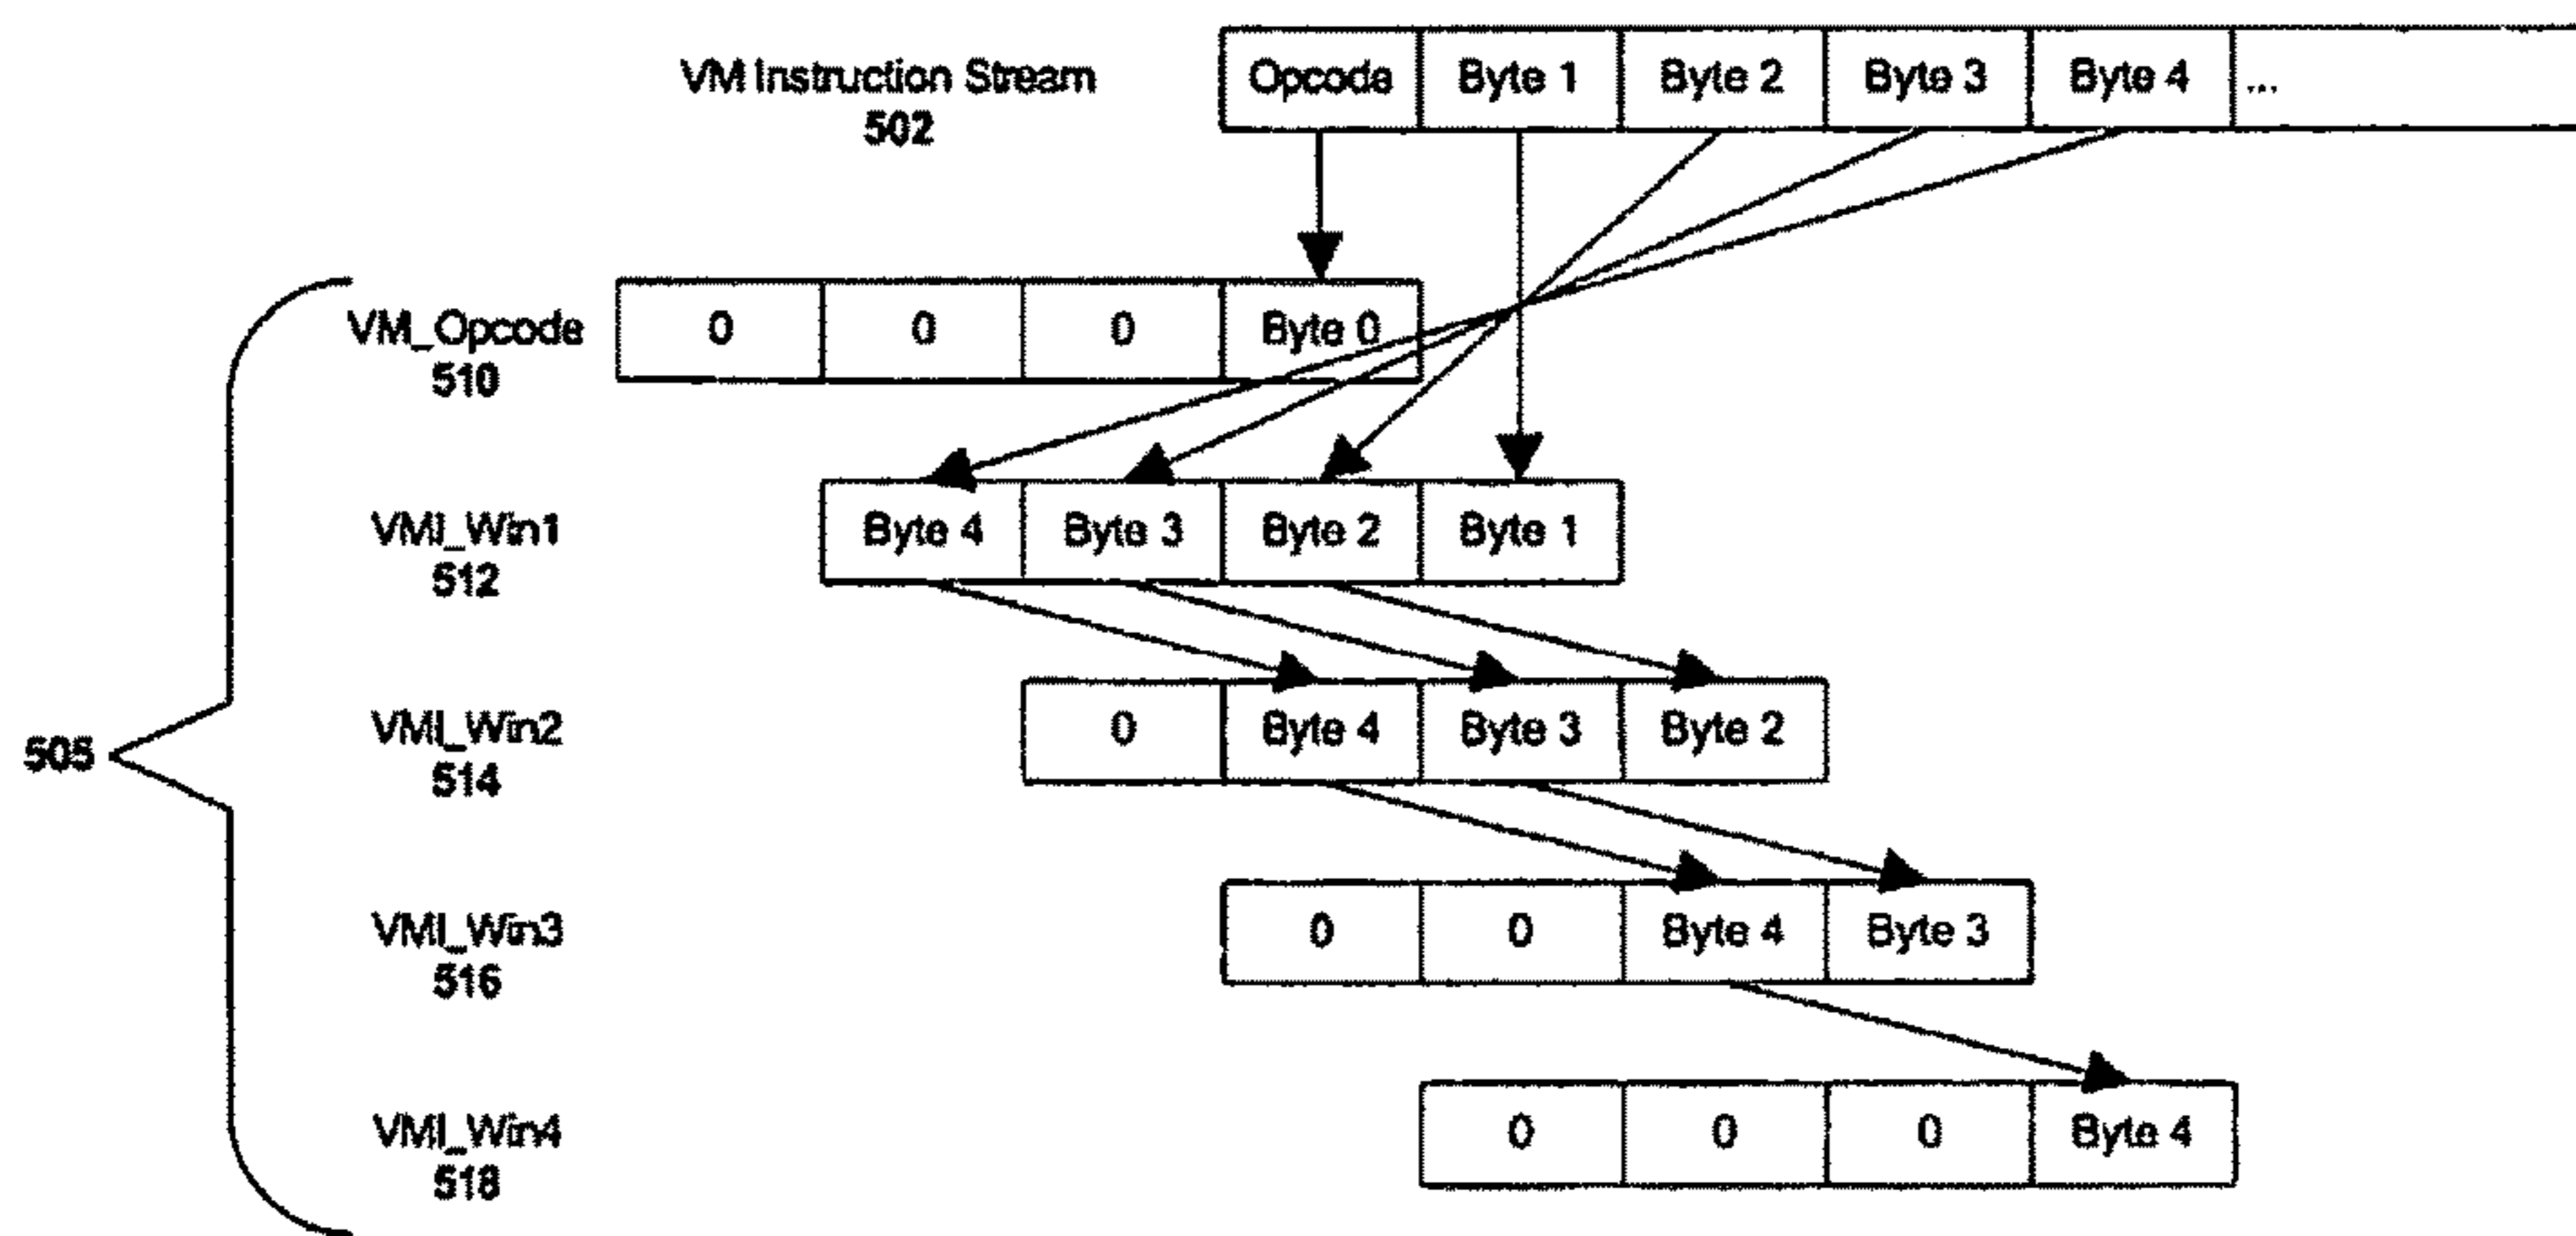 VM Instruction Stream
502
Opcode Byte 1 Byte 2 Byte 3 Byte 4 ...
VM_Opcode
510
0 0 0 Byte 0
VMI_Win1
512
Byte 4 Byte 3 Byte 2 Byte 1
505
VMI_Win2
514
0 Byte 4 Byte 3 Byte 2
VMI_Win3
516
0 0 Byte 4 Byte 3
VMI_Win4
518
0 0 0 Byte 4